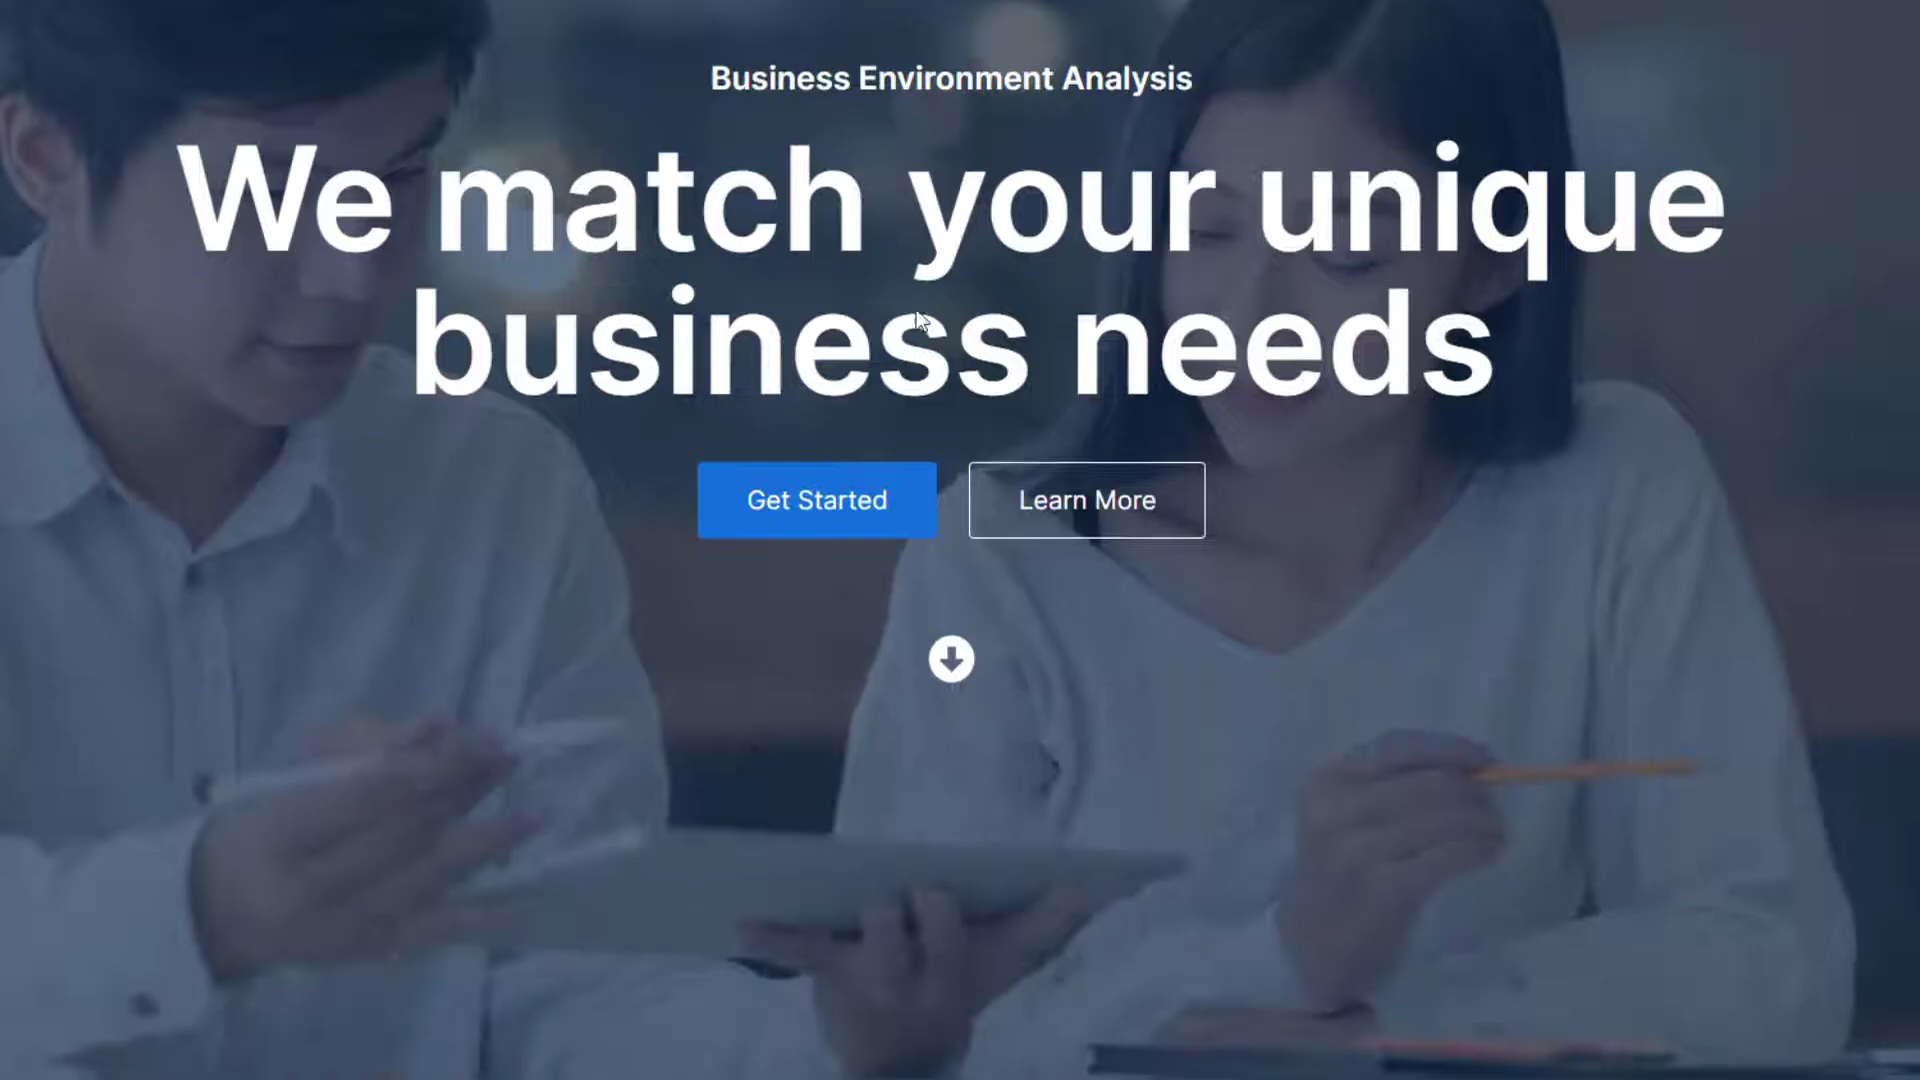 Business Environment Analysis
We match your unique
business needs
Get Started
Learn More